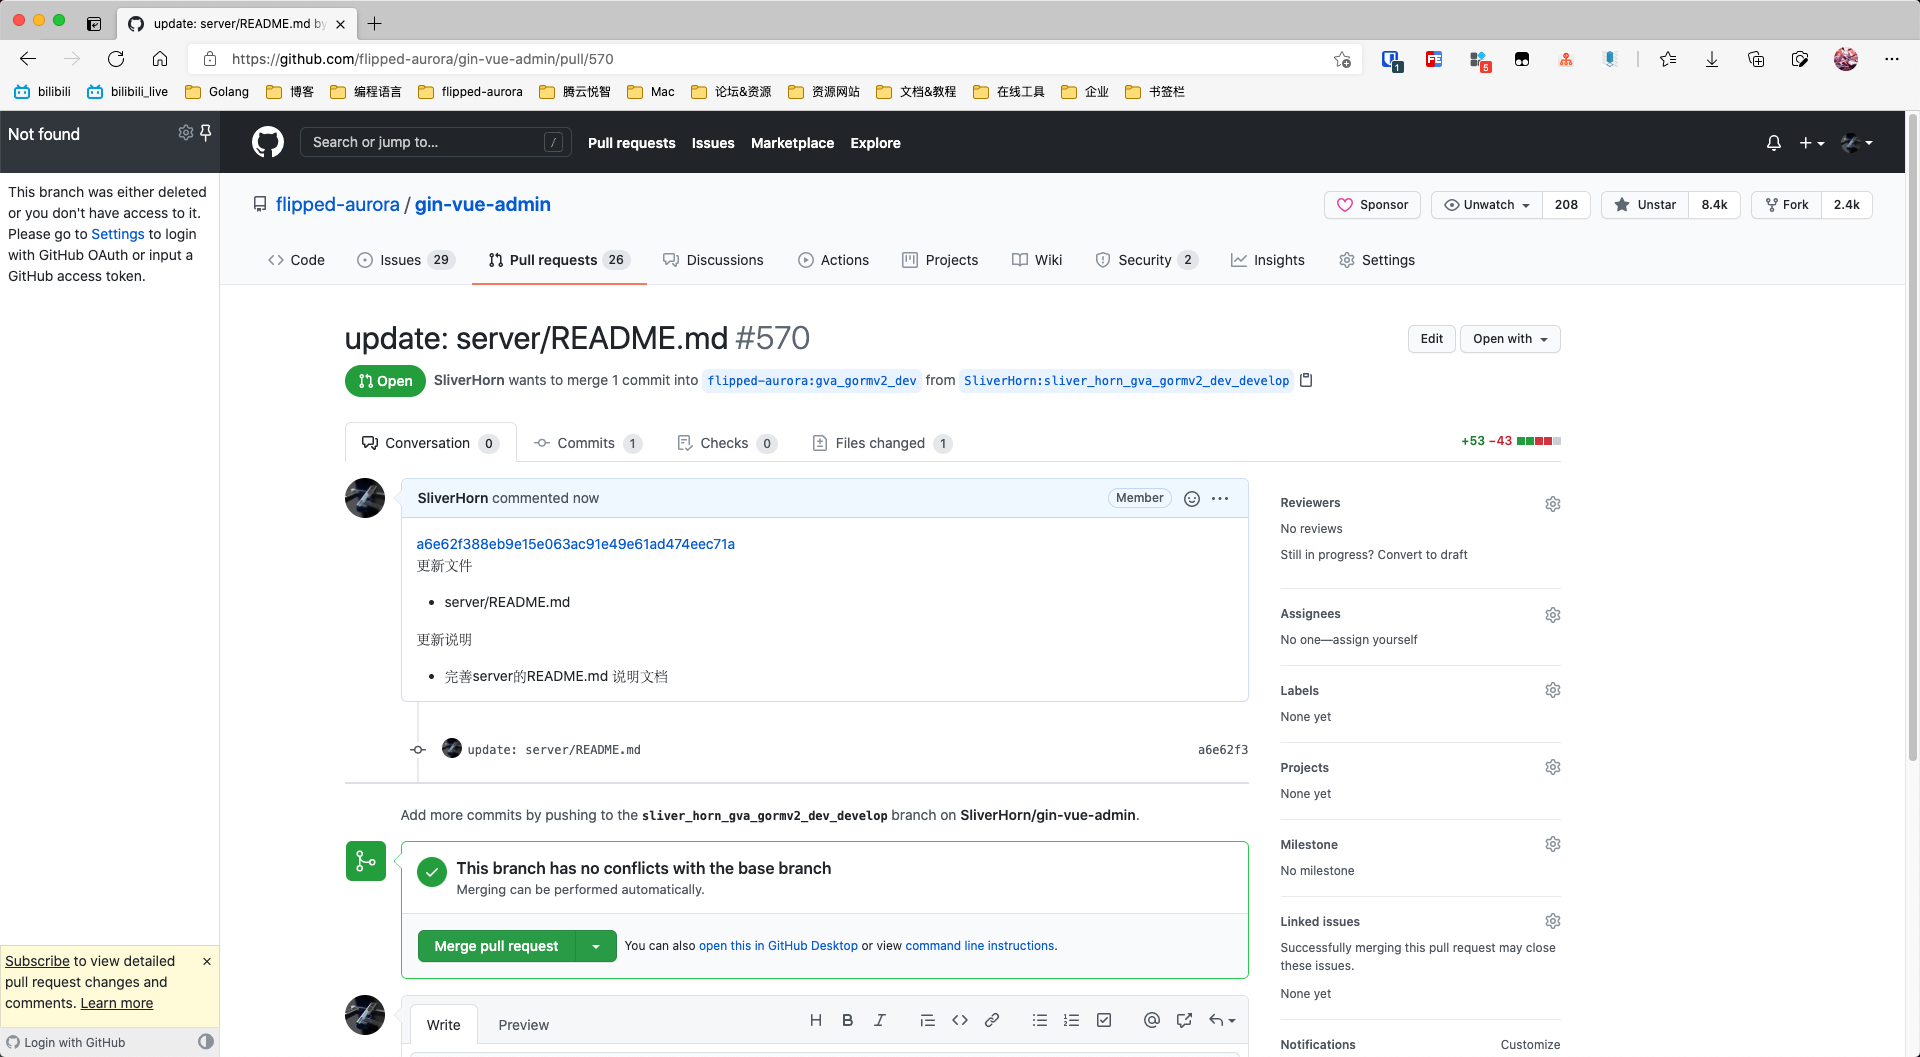 update: server/README.md by
https://github.com/flipped-aurora/gin-vue-admin/pull/570
1
5
bilibili
bilibili_live
Golang
博客
编程语言
flipped-aurora
腾云悦智
Mac
论坛&资源
资源网站
文档&教程
在线工具
企业
书签栏
Not found
This branch was either deleted
or you don't have access to it.
Please go to Settings to login
with GitHub OAuth or input a
GitHub access token.
Subscribe to view detailed
pull request changes and
comments. Learn more
Login with GitHub
Search or jump to…
/
Pull requests
Issues
Marketplace
Explore
flipped-aurora / gin-vue-admin
Sponsor
Unwatch
208
Unstar
8.4k
Fork
2.4k
Code
Issues 29
Pull requests 26
Discussions
Actions
Projects
Wiki
Security 2
Insights
Settings
update: server/README.md #570
Edit
Open with
Open
SliverHorn wants to merge 1 commit into flipped-aurora:gva_gormv2_dev from SliverHorn:sliver_horn_gva_gormv2_dev_develop
Conversation 0
Commits 1
Checks 0
Files changed 1
+53 −43
SliverHorn commented now
Member
a6e62f388eb9e15e063ac91e49e61ad474eec71a
更新文件
• server/README.md
更新说明
• 完善server的README.md 说明文档
update: server/README.md
a6e62f3
Add more commits by pushing to the sliver_horn_gva_gormv2_dev_develop branch on SliverHorn/gin-vue-admin.
This branch has no conflicts with the base branch
Merging can be performed automatically.
Merge pull request
You can also open this in GitHub Desktop or view command line instructions.
Write
Preview
Reviewers
No reviews
Still in progress? Convert to draft
Assignees
No one—assign yourself
Labels
None yet
Projects
None yet
Milestone
No milestone
Linked issues
Successfully merging this pull request may close
these issues.
None yet
Notifications
Customize